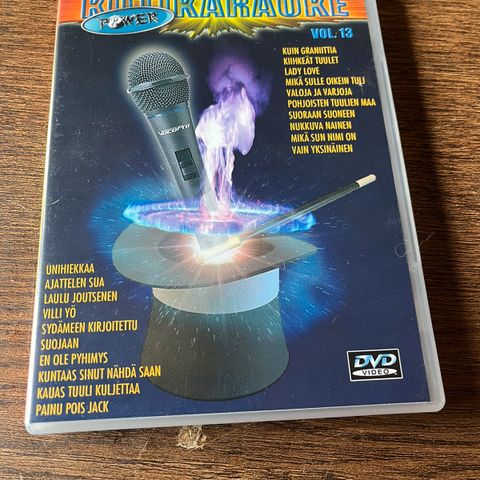 KOTIKARAOKE
POWER
VOL. 13
KUIN GRANIITTIA
KIIHKEÄT TUULET
LADY LOVE
MIKÄ SULLE OIKEIN TULI
VALOJA JA VARJOJA
POHJOISTEN TUULIEN MAA
SUORAAN SUONEEN
NUKKUVA NAINEN
MIKÄ SUN NIMI ON
VAIN YKSINÄINEN
VOCOPRO
UNIHIEKKAA
AJATTELEN SUA
LAULU JOUTSENEN
VILLI YÖ
SYDÄMEEN KIRJOITETTU
SUOJAAN
EN OLE PYHIMYS
KUNTAAS SINUT NÄHDÄ SAAN
KAUAS TUULI KULJETTAA
PAINU POIS JACK
DVD
VIDEO